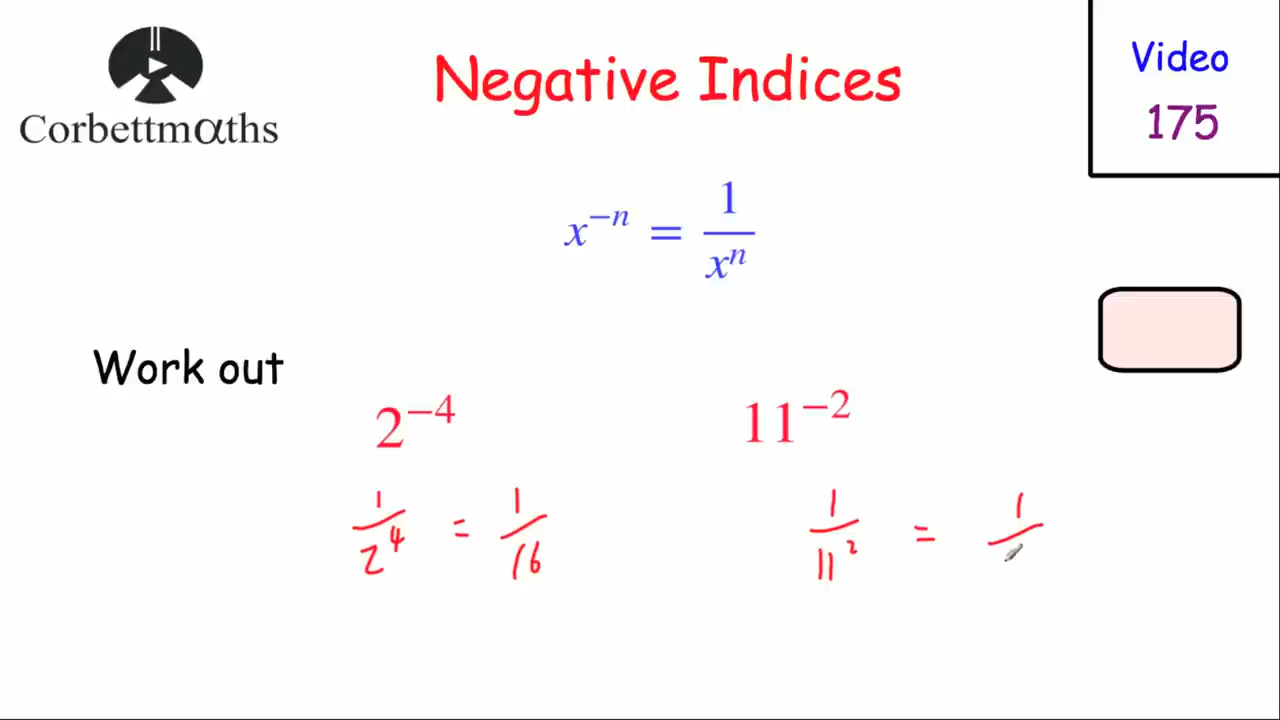 Corbettmαths
Negative Indices
Video
175
x⁻ⁿ = 1/xⁿ
Work out
2⁻⁴
11⁻²
1/2⁴ = 1/16
1/11² = 1/